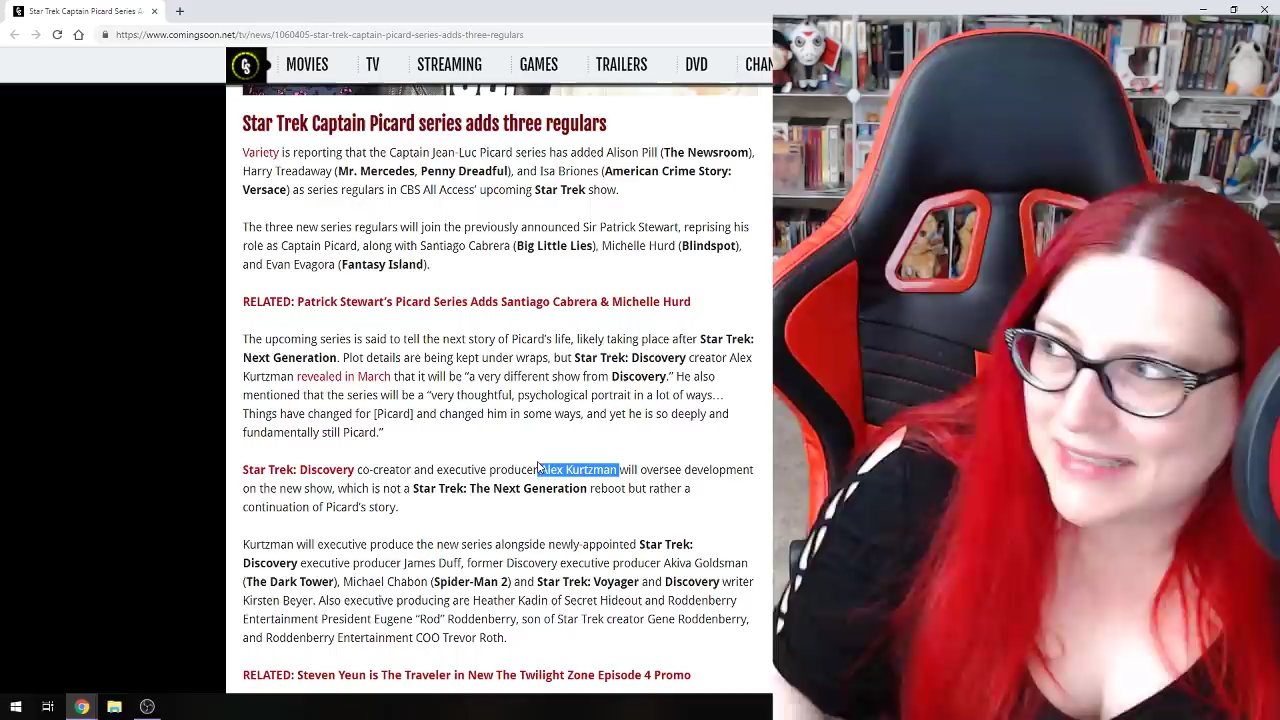 Star Trek Captain Picard series a
https://www.comingsoon.net/tv/news/1060405-star-trek-captain-picard-series-adds-three-regulars
CS MOVIES TV STREAMING GAMES TRAILERS DVD CHAN
Star Trek Captain Picard series adds three regulars
Variety is reporting that the Captain Jean-Luc Picard series has added Alison Pill (The Newsroom),
Harry Treadaway (Mr. Mercedes, Penny Dreadful), and Isa Briones (American Crime Story:
Versace) as series regulars in CBS All Access' upcoming Star Trek show.
The three new series regulars will join the previously announced Sir Patrick Stewart, reprising his
role as Captain Picard, along with Santiago Cabrera (Big Little Lies), Michelle Hurd (Blindspot),
and Evan Evagora (Fantasy Island).
RELATED: Patrick Stewart's Picard Series Adds Santiago Cabrera & Michelle Hurd
The upcoming series is said to tell the next story of Picard's life, likely taking place after Star Trek:
Next Generation. Plot details are being kept under wraps, but Star Trek: Discovery creator Alex
Kurtzman revealed in March that it will be “a very different show from Discovery.” He also
mentioned that the series will be a “very thoughtful, psychological portrait in a lot of ways…
Things have changed for [Picard] and changed him in some ways, and yet he is so deeply and
fundamentally still Picard.”
Star Trek: Discovery co-creator and executive producer Alex Kurtzman will oversee development
on the new show, which is not a Star Trek: The Next Generation reboot but rather a
continuation of Picard's story.
Kurtzman will executive produce the new series alongside newly-appointed Star Trek:
Discovery executive producer James Duff, former Discovery executive producer Akiva Goldsman
(The Dark Tower), Michael Chabon (Spider-Man 2) and Star Trek: Voyager and Discovery writer
Kirsten Beyer. Also executive producing are Heather Kadin of Secret Hideout and Roddenberry
Entertainment President Eugene “Rod” Roddenberry, son of Star Trek creator Gene Roddenberry,
and Roddenberry Entertainment COO Trevor Roth.
RELATED: Steven Yeun is The Traveler in New The Twilight Zone Episode 4 Promo